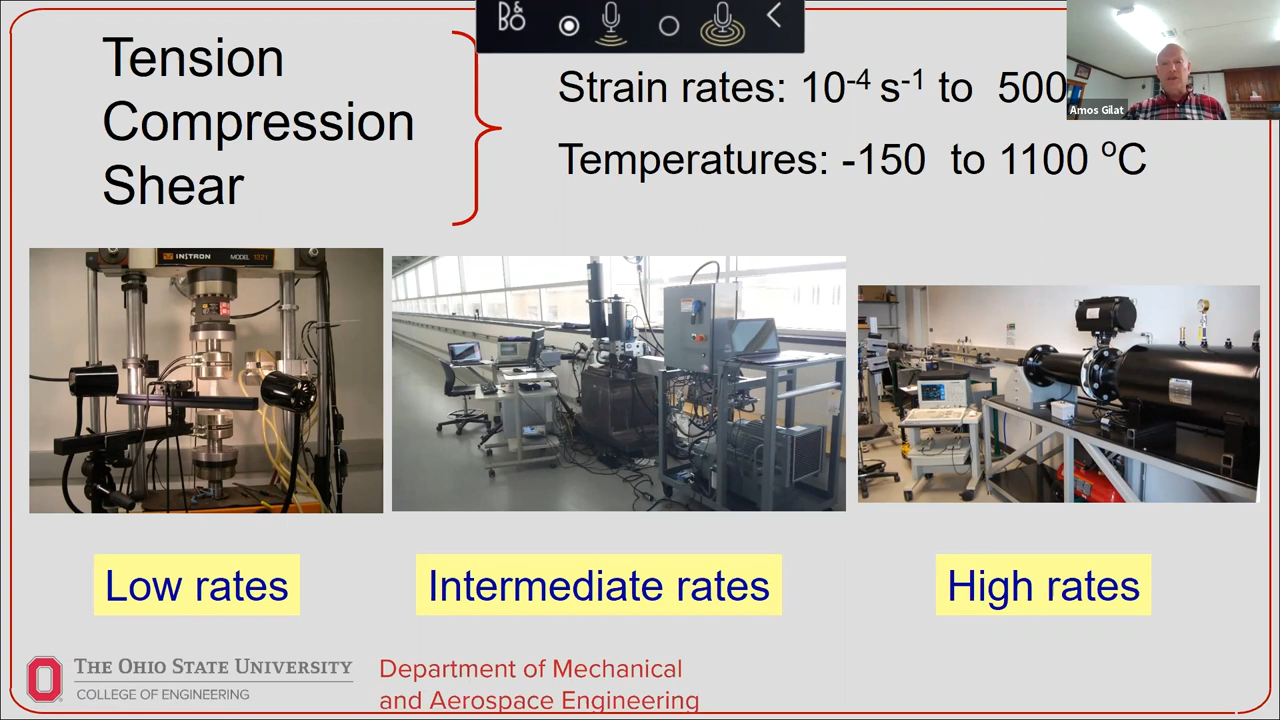 Tension
Compression
Shear
Strain rates: 10⁻⁴ s⁻¹ to 500
Temperatures: -150 to 1100 ºC
Amos Gilat
INSTRON MODEL 1321
Low rates
Intermediate rates
High rates
THE OHIO STATE UNIVERSITY
COLLEGE OF ENGINEERING
Department of Mechanical
and Aerospace Engineering